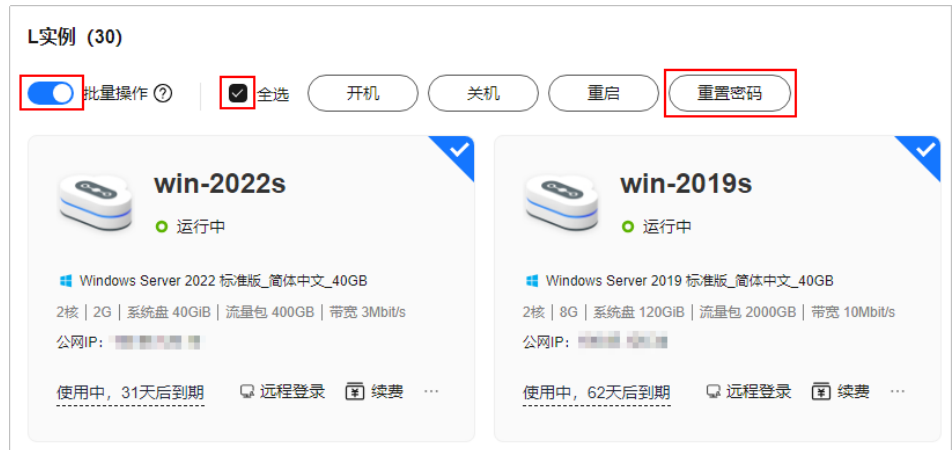 L实例（30）
批量操作 全选 开机 关机 重启 重置密码
win-2022s
运行中
Windows Server 2022 标准版_简体中文_40GB
2核 | 2G | 系统盘 40GiB | 流量包 400GB | 带宽 3Mbit/s
公网IP：
使用中，31天后到期 远程登录 续费 ···
win-2019s
运行中
Windows Server 2019 标准版_简体中文_40GB
2核 | 8G | 系统盘 120GiB | 流量包 2000GB | 带宽 10Mbit/s
公网IP：
使用中，62天后到期 远程登录 续费 ···